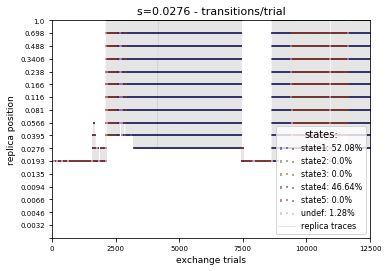 s=0.0276 - transitions/trial
1.0
0.698
0.488
0.3406
0.238
0.166
0.116
0.081
0.0566
0.0395
0.0276
0.0193
0.0135
0.0094
0.0066
0.0046
0.0032
replica position
states:
state1: 52.08%
state2: 0.0%
state3: 0.0%
state4: 46.64%
state5: 0.0%
undef: 1.28%
replica traces
0
2500
5000
7500
10000
12500
exchange trials